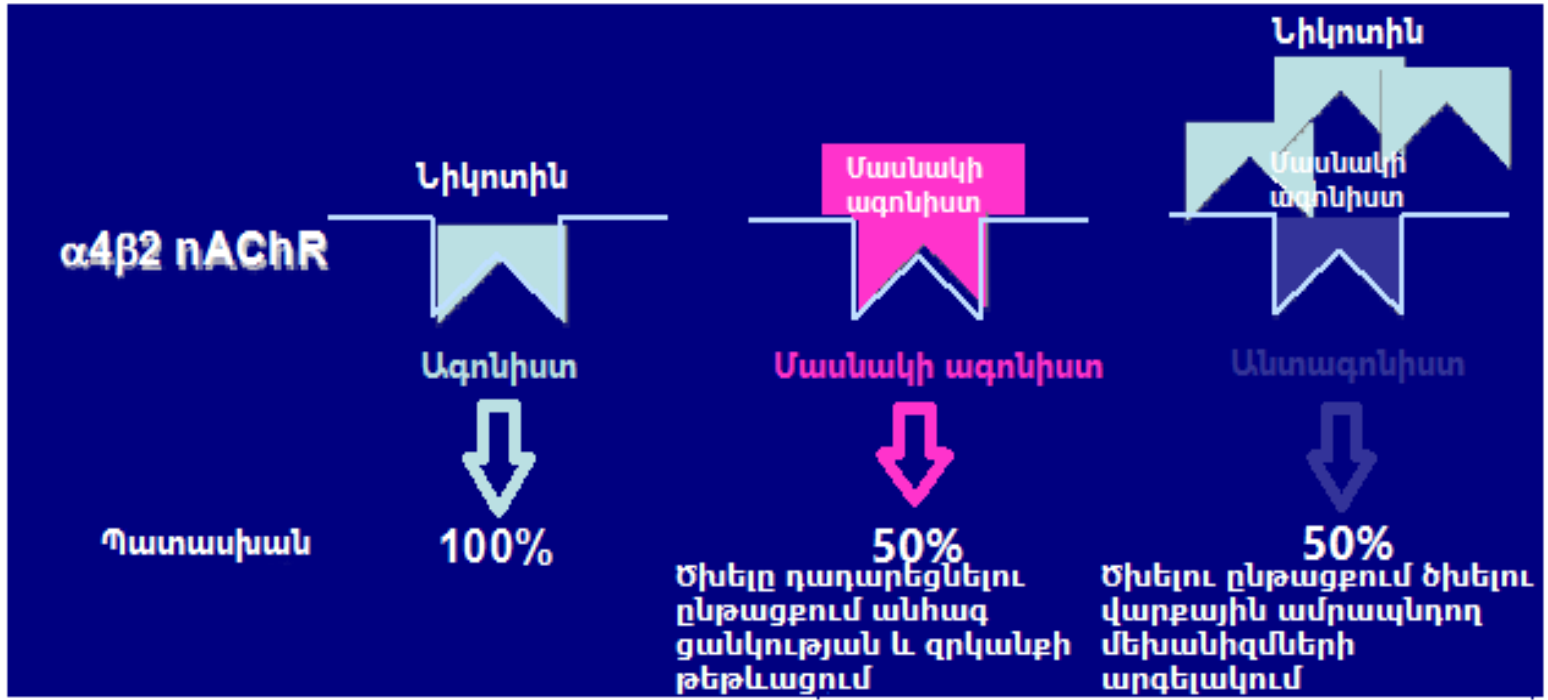 Նիկոտին
Նիկոտին
Մասնակի
ագոնիստ
Մասնակի
ագոնիստ
α4β2 nAChR
Ագոնիստ
Մասնակի ագոնիստ
Անտագոնիստ
Պատասխան
100%
50%
50%
Ծխելը դադարեցնելու
ընթացքում անհագ
ցանկության և զրկանքի
թեթևացում
Ծխելու ընթացքում ծխելու
վարքային ամրապնդող
մեխանիզմների
արգելակում